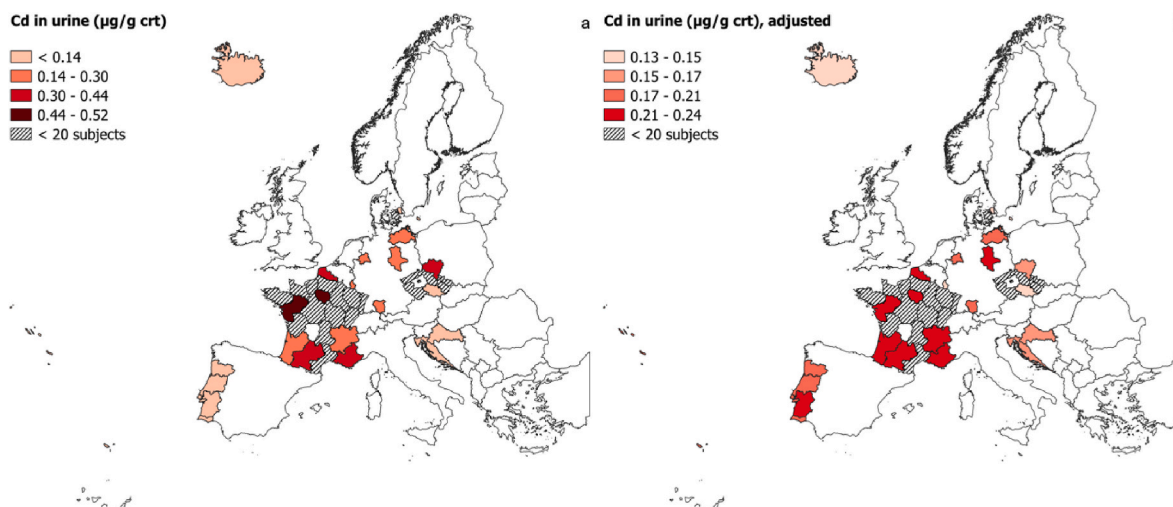 Cd in urine (µg/g crt)
< 0.14
0.14 - 0.30
0.30 - 0.44
0.44 - 0.52
< 20 subjects
a
Cd in urine (µg/g crt), adjusted
0.13 - 0.15
0.15 - 0.17
0.17 - 0.21
0.21 - 0.24
< 20 subjects